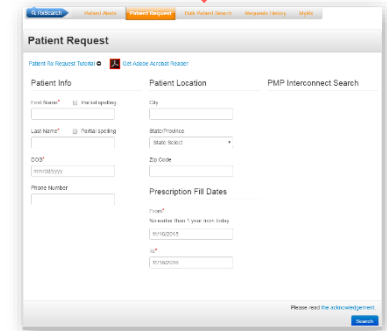 RxSearch Patient Alerts Patient Request Bulk Patient Search Requests History MyRx
Patient Request
Patient Rx Request Tutorial Get Adobe Acrobat Reader
Patient Info Patient Location PMP Interconnect Search
First Name* Partial spelling City
Last Name* Partial spelling State/Province
State Select
DOB* Zip Code
mm/dd/yyyy
Phone Number
Prescription Fill Dates
From*
No earlier than 1 year from today
To*
Please read the acknowledgement.
Search